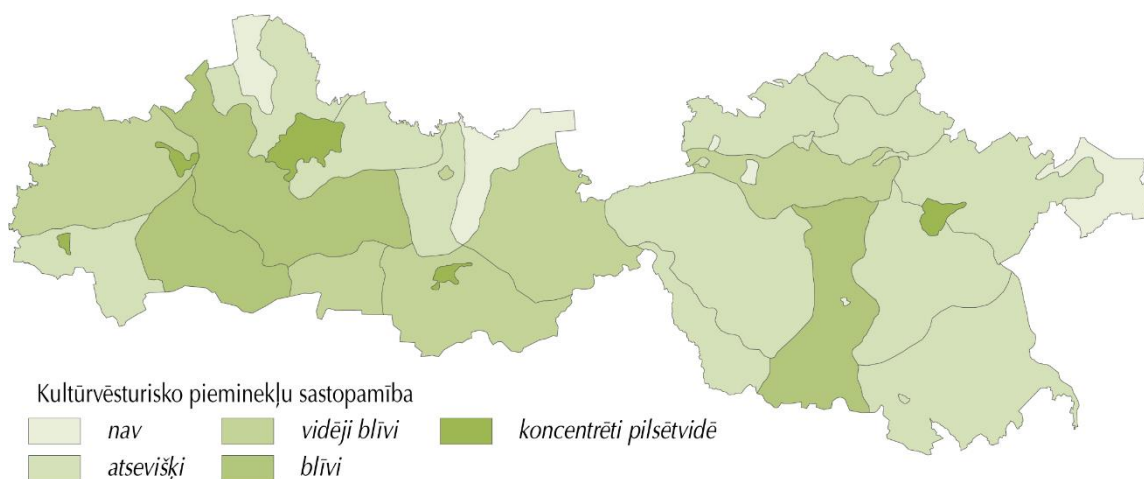 Kultūrvēsturisko pieminekļu sastopamība
nav
vidēji blīvi
koncentrēti pilsētvidē
atsevišķi
blīvi